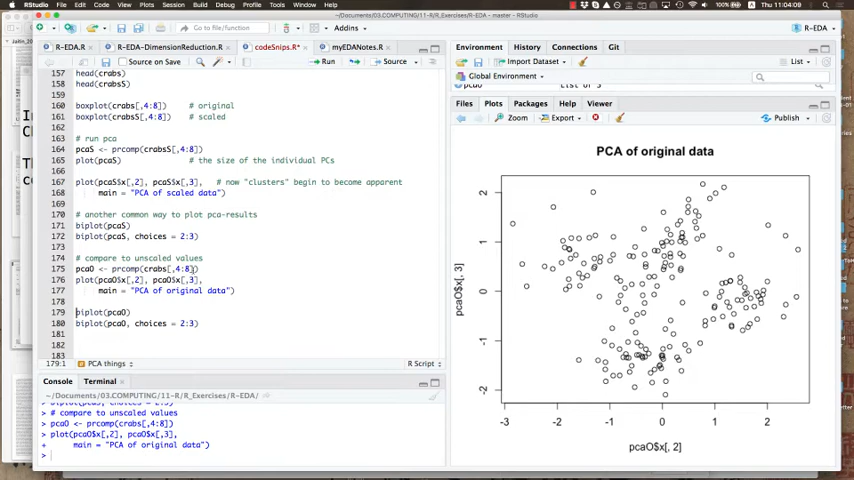 RStudio File Edit Code View Plots Session Build Debug Profile Tools Window Help
100% Jan 11:04:09
~/Documents/03.COMPUTING/11-R/R_Exercises/R-EDA - master - RStudio
Go to file/function
Addins
R-EDA
R-EDA.R
R-EDA-DimensionReduction.R
codeSnips.R*
myEDANotes.R
Source on Save
Run
Source
157 head(crabs)
158 head(crabsS)
160 boxplot(crabs[,4:8]) # original
161 boxplot(crabsS[,4:8]) # scaled
162
163 # run pca
164 pcaS <- prcomp(crabsS[,4:8])
165 plot(pcaS) # the size of the individual PCs
167 plot(pcaS$x[,2], pcaS$x[,3], # now "clusters" begin to become apparent
168 main = "PCA of scaled data")
170 # another common way to plot pca-results
171 biplot(pcaS)
172 biplot(pcaS, choices = 2:3)
174 # compare to unscaled values
175 pcaO <- prcomp(crabs[,4:8])
176 plot(pcaO$x[,2], pcaO$x[,3],
177 main = "PCA of original data")
178
179 biplot(pcaO)
180 biplot(pcaO, choices = 2:3)
181
182
183
179:1
PCA things
R Script
Console
Terminal
~/Documents/03.COMPUTING/11-R/R_Exercises/R-EDA/
> biplot(pcaS, choices = 2:3)
> # compare to unscaled values
> pcaO <- prcomp(crabs[,4:8])
> plot(pcaO$x[,2], pcaO$x[,3],
+ main = "PCA of original data")
>
Environment
History
Connections
Git
Import Dataset
List
Global Environment
pcaO
List of 5
Files
Plots
Packages
Help
Viewer
Zoom
Export
Publish
PCA of original data
pcaO$x[, 3]
2
1
0
-1
-2
-3
-2
-1
0
1
2
pcaO$x[, 2]